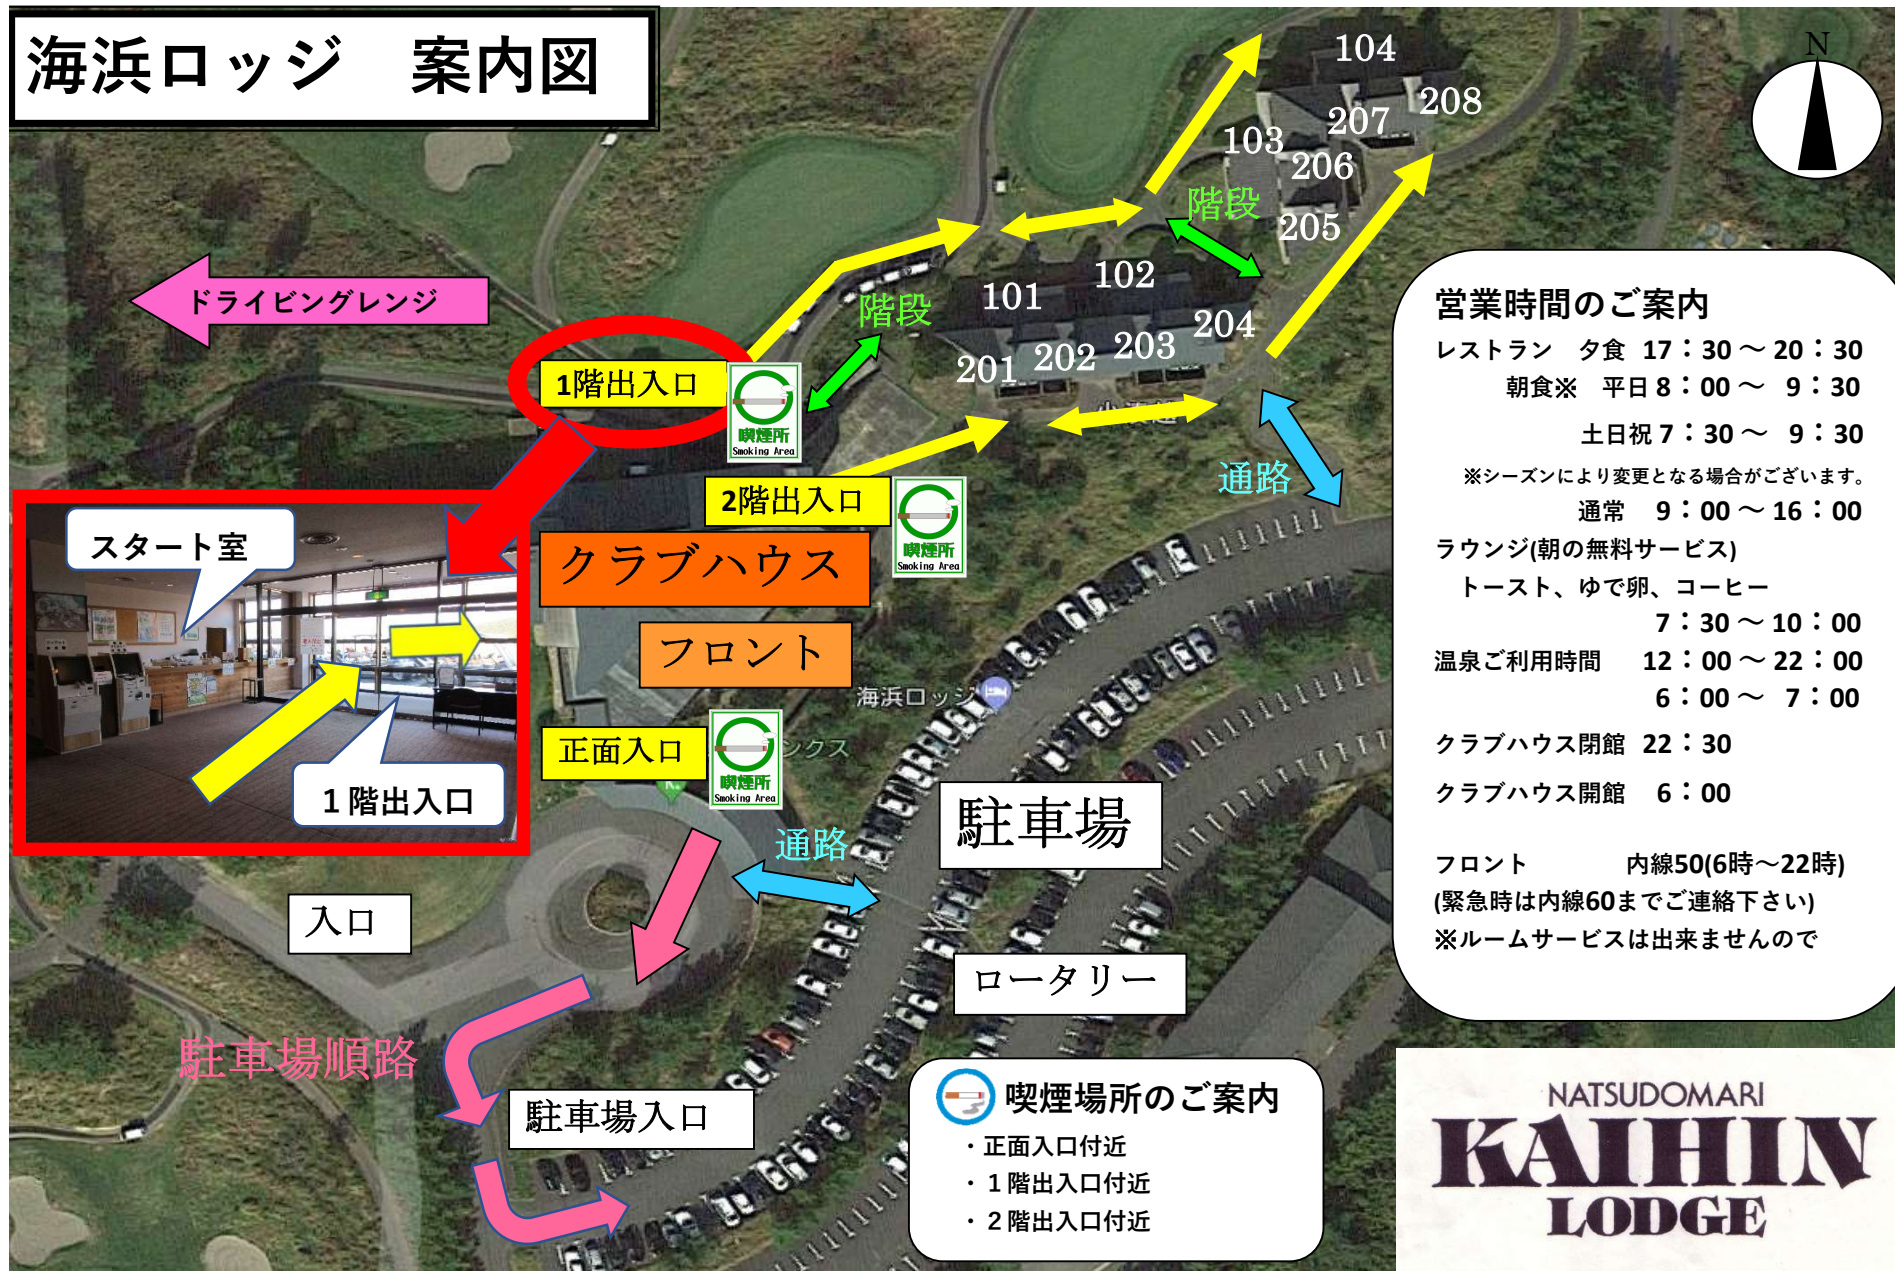 海浜ロッジ　案内図
N
104
208
207
103
206
階段
205
102
101
階段
204
203
202
201
ドライビングレンジ
1階出入口
喫煙所
Smoking Area
通路
2階出入口
喫煙所
Smoking Area
クラブハウス
フロント
スタート室
１階出入口
海浜ロッジ
正面入口
喫煙所
Smoking Area
ンクス
駐車場
通路
入口
ロータリー
駐車場順路
駐車場入口
営業時間のご案内
レストラン　夕食 17：30 ～ 20：30
朝食※　平日 8：00 ～ 9：30
土日祝 7：30 ～ 9：30
※シーズンにより変更となる場合がございます。
通常　9：00 ～ 16：00
ラウンジ(朝の無料サービス)
トースト、ゆで卵、コーヒー
7：30 ～ 10：00
温泉ご利用時間　12：00 ～ 22：00
6：00 ～ 7：00
クラブハウス閉館 22：30
クラブハウス開館　6：00
フロント　内線50(6時～22時)
(緊急時は内線60までご連絡下さい)
※ルームサービスは出来ませんので
喫煙場所のご案内
・正面入口付近
・１階出入口付近
・２階出入口付近
NATSUDOMARI
KAIHIN
LODGE